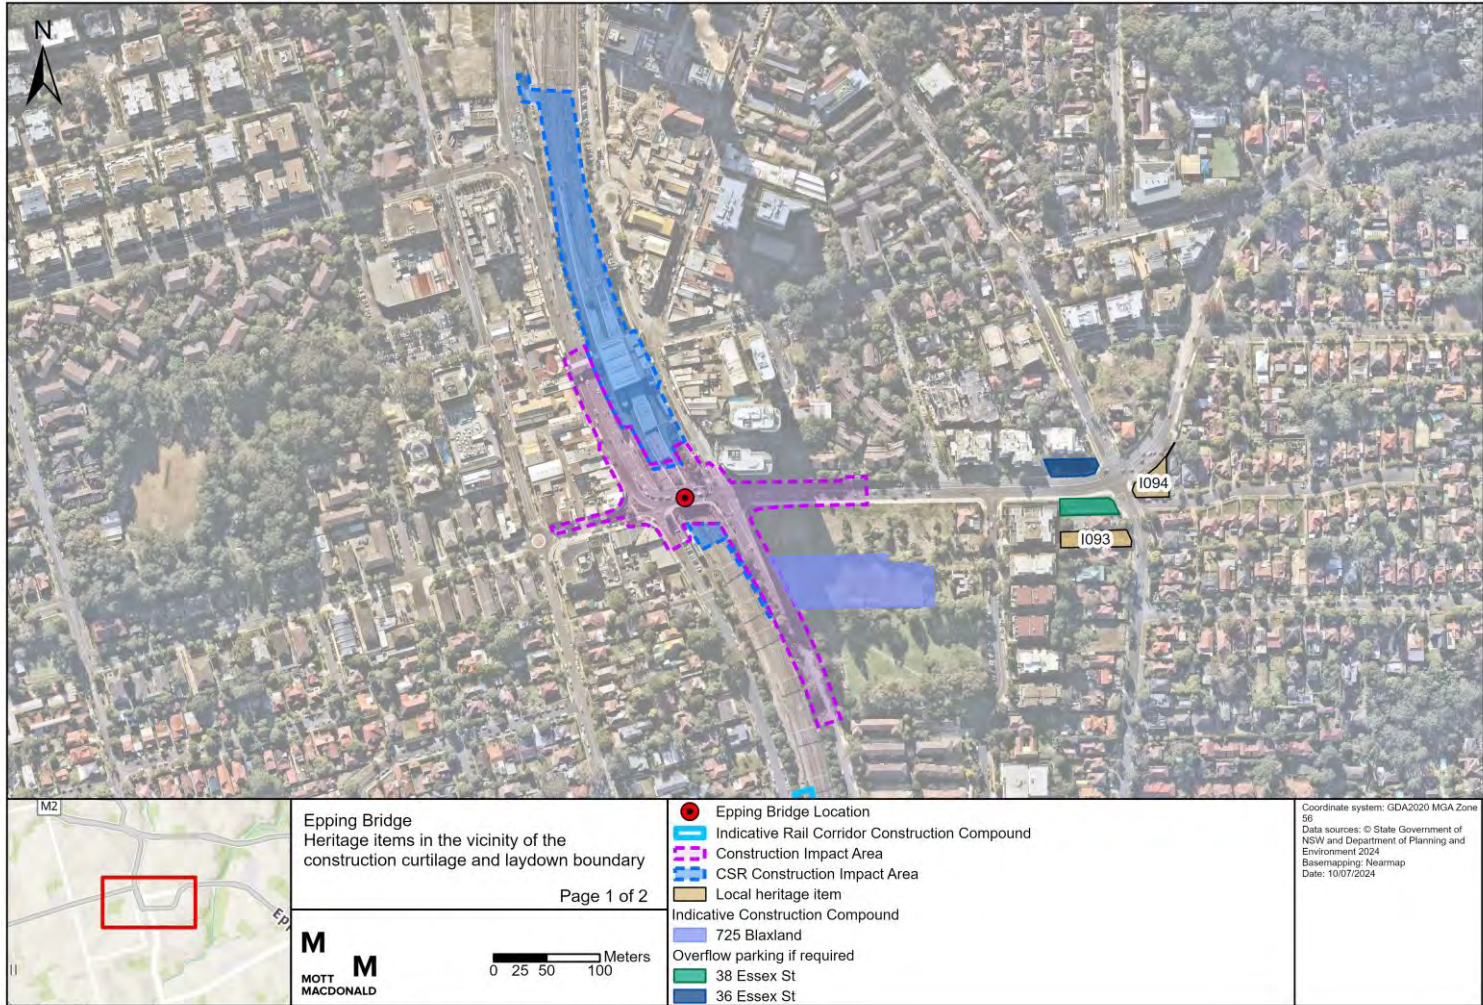 N
I094
I093
M2
Epping Bridge
Heritage items in the vicinity of the
construction curtilage and laydown boundary
Page 1 of 2
M
M
MOTT
MACDONALD
Meters
0 25 50 100
Epping Bridge Location
Indicative Rail Corridor Construction Compound
Construction Impact Area
CSR Construction Impact Area
Local heritage item
Indicative Construction Compound
725 Blaxland
Overflow parking if required
38 Essex St
36 Essex St
Coordinate system: GDA2020 MGA Zone
56
Data sources: © State Government of
NSW and Department of Planning and
Environment 2024
Basemapping: Nearmap
Date: 10/07/2024